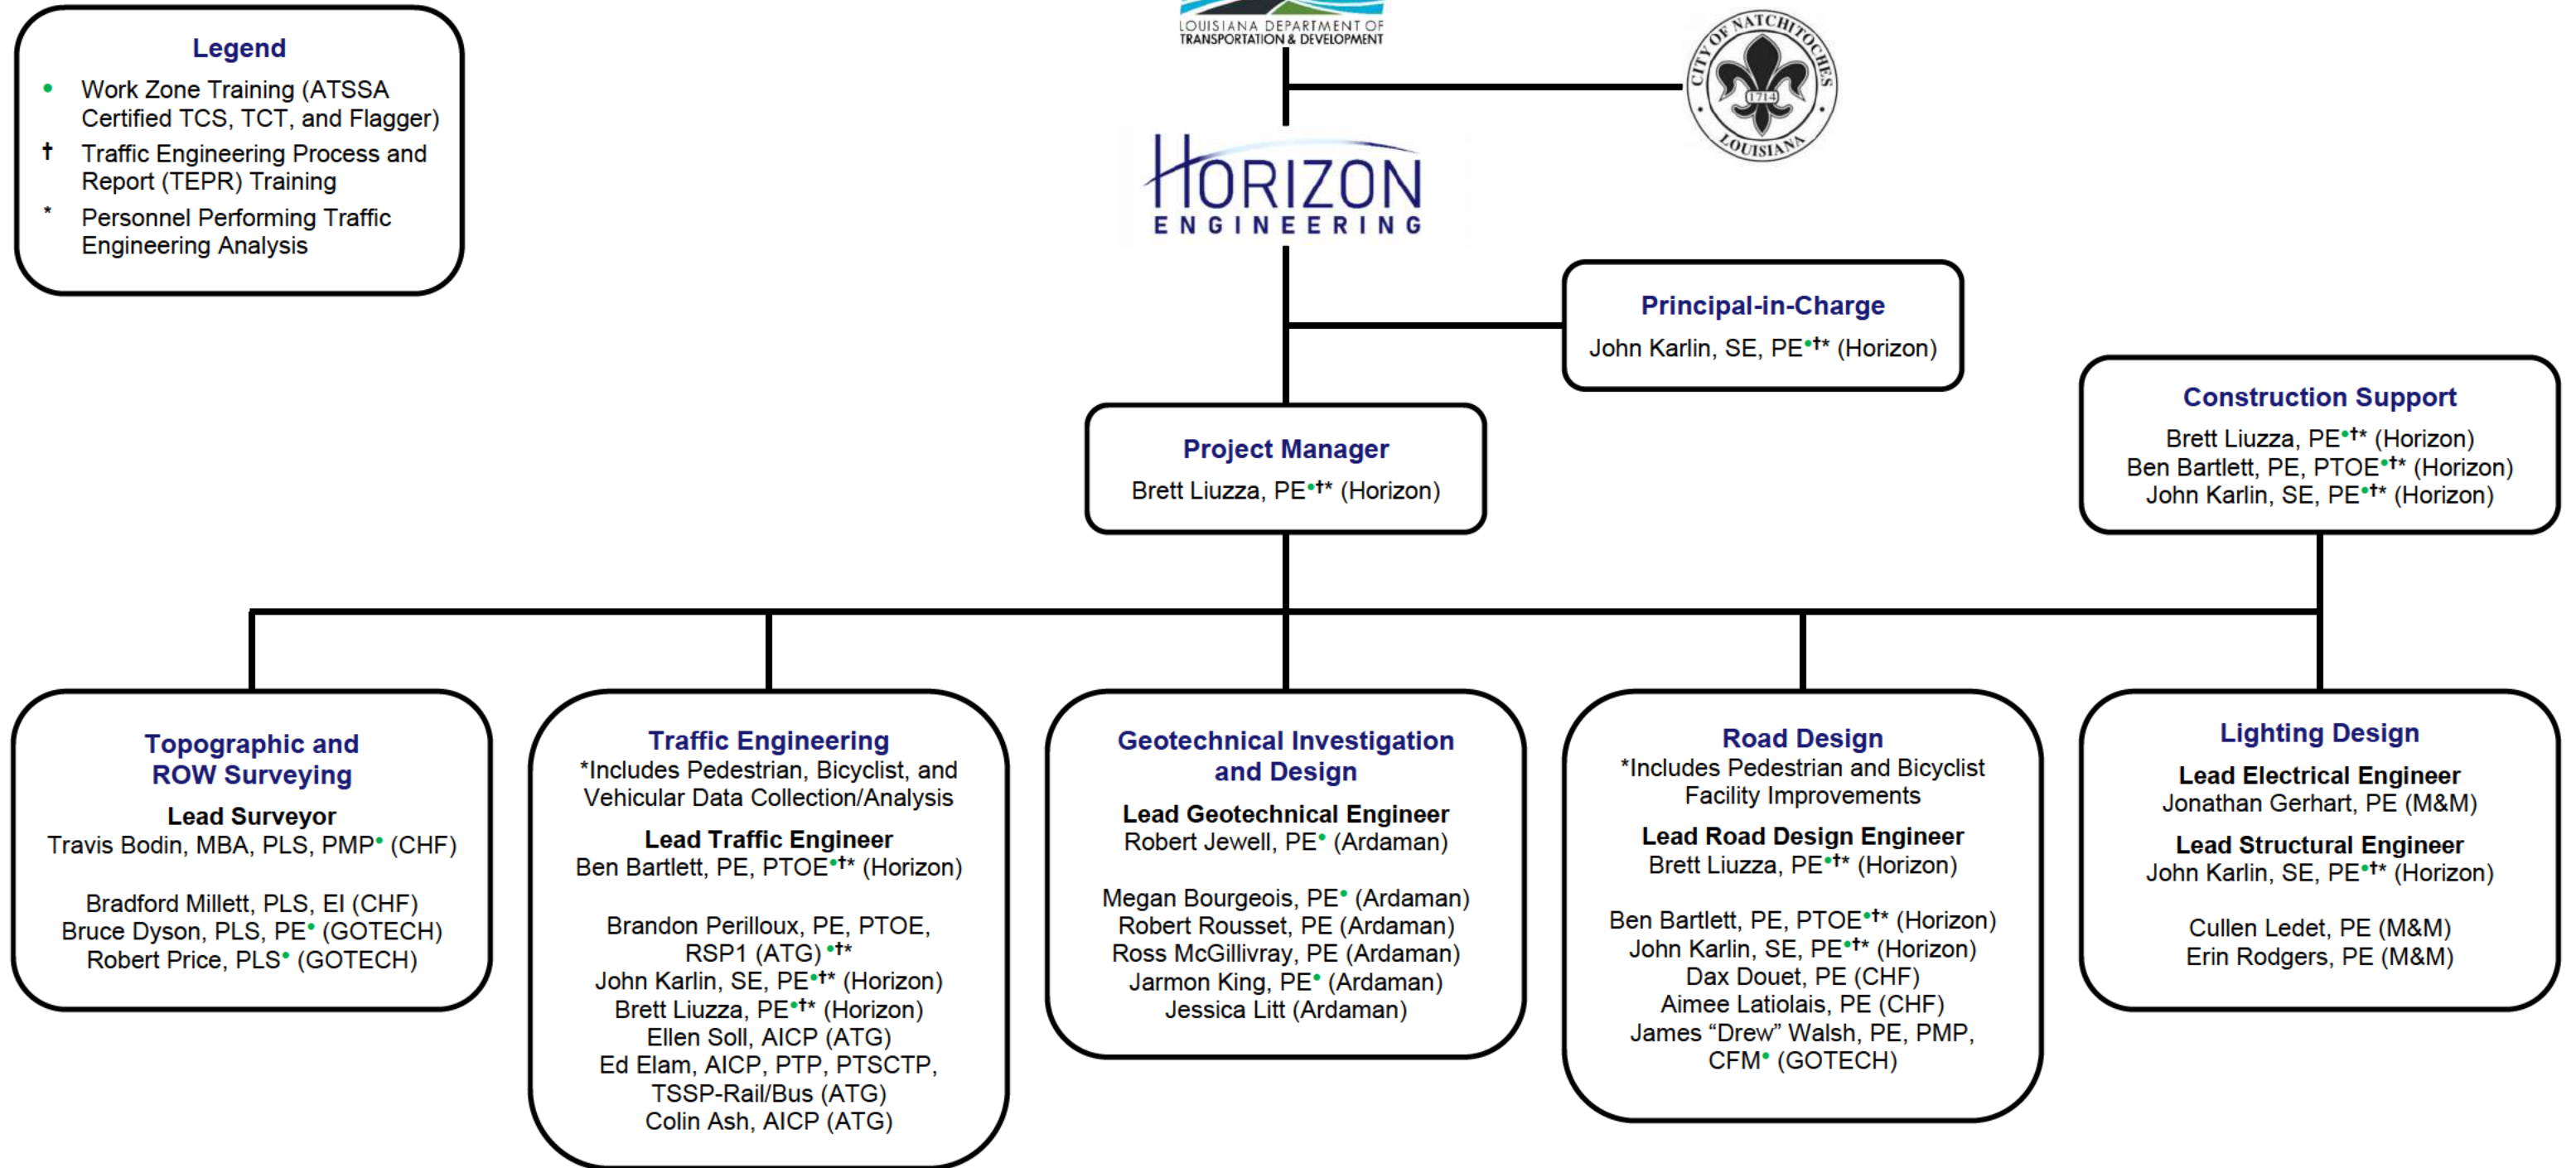 Legend
• Work Zone Training (ATSSA
Certified TCS, TCT, and Flagger)
† Traffic Engineering Process and
Report (TEPR) Training
* Personnel Performing Traffic
Engineering Analysis
LOUISIANA DEPARTMENT OF
TRANSPORTATION & DEVELOPMENT
CITY OF NATCHITOCHES
1714
LOUISIANA
HORIZON
ENGINEERING
Principal-in-Charge
John Karlin, SE, PE•†* (Horizon)
Project Manager
Brett Liuzza, PE•†* (Horizon)
Construction Support
Brett Liuzza, PE•†* (Horizon)
Ben Bartlett, PE, PTOE•†* (Horizon)
John Karlin, SE, PE•†* (Horizon)
Topographic and
ROW Surveying
Lead Surveyor
Travis Bodin, MBA, PLS, PMP• (CHF)
Bradford Millett, PLS, EI (CHF)
Bruce Dyson, PLS, PE• (GOTECH)
Robert Price, PLS• (GOTECH)
Traffic Engineering
*Includes Pedestrian, Bicyclist, and
Vehicular Data Collection/Analysis
Lead Traffic Engineer
Ben Bartlett, PE, PTOE•†* (Horizon)
Brandon Perilloux, PE, PTOE,
RSP1 (ATG) •†*
John Karlin, SE, PE•†* (Horizon)
Brett Liuzza, PE•†* (Horizon)
Ellen Soll, AICP (ATG)
Ed Elam, AICP, PTP, PTSCTP,
TSSP-Rail/Bus (ATG)
Colin Ash, AICP (ATG)
Geotechnical Investigation
and Design
Lead Geotechnical Engineer
Robert Jewell, PE• (Ardaman)
Megan Bourgeois, PE• (Ardaman)
Robert Rousset, PE (Ardaman)
Ross McGillivray, PE (Ardaman)
Jarmon King, PE• (Ardaman)
Jessica Litt (Ardaman)
Road Design
*Includes Pedestrian and Bicyclist
Facility Improvements
Lead Road Design Engineer
Brett Liuzza, PE•†* (Horizon)
Ben Bartlett, PE, PTOE•†* (Horizon)
John Karlin, SE, PE•†* (Horizon)
Dax Douet, PE (CHF)
Aimee Latiolais, PE (CHF)
James “Drew” Walsh, PE, PMP,
CFM• (GOTECH)
Lighting Design
Lead Electrical Engineer
Jonathan Gerhart, PE (M&M)
Lead Structural Engineer
John Karlin, SE, PE•†* (Horizon)
Cullen Ledet, PE (M&M)
Erin Rodgers, PE (M&M)